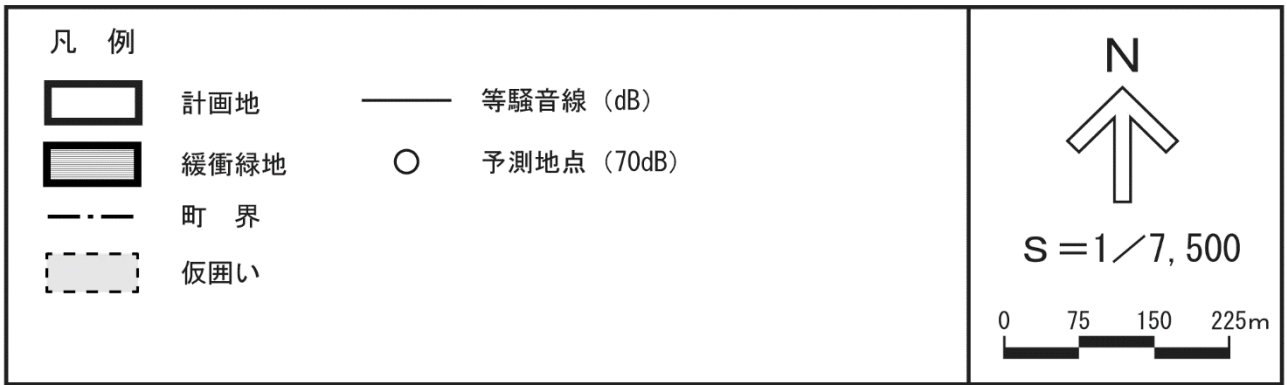 凡　例
計画地
緩衝緑地
町　界
仮囲い
等騒音線（dB）
予測地点（70dB）
N
S＝1／7,500
0 75 150 225m